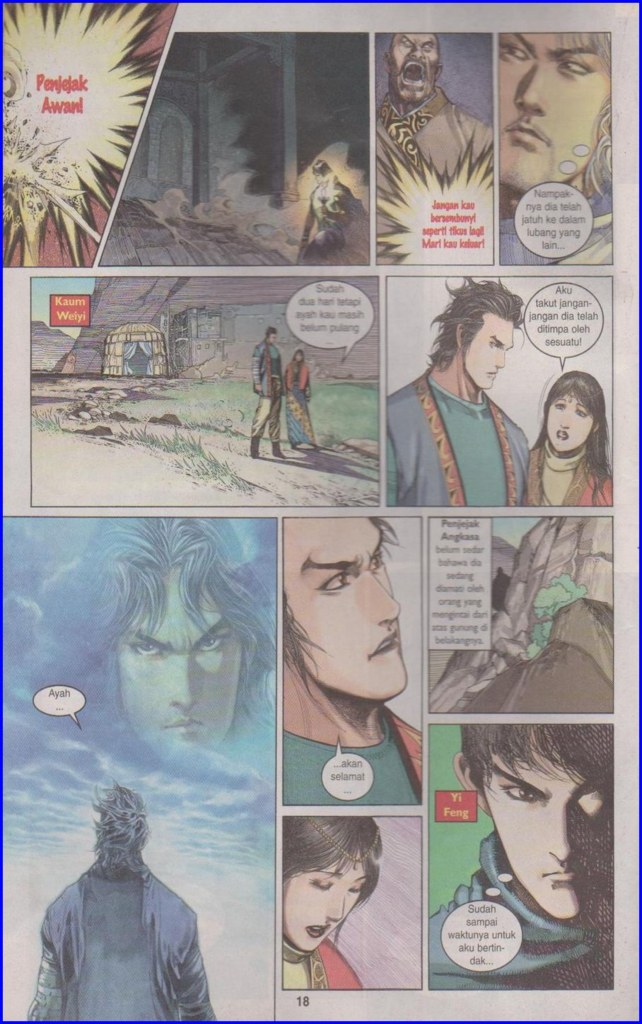 Penjejak
Awan!
Jangan kau
bersembunyi
seperti tikus lagi!
Mari kau keluar!
Nampak-
nya dia telah
jatuh ke dalam
lubang yang
lain...
Kaum
Weiyi
Sudah
dua hari tetapi
ayah kau masih
belum pulang
Aku
takut jangan-
jangan dia telah
ditimpa oleh
sesuatu!
Ayah
...
...akan
selamat
...
Penjejak
Angkasa
belum sedar
bahawa dia
sedang
diamati oleh
orang yang
mengintai dari
atas gunung di
belakangnya.
Yi
Feng
Sudah
sampai
waktunya untuk
aku bertin-
dak...
18